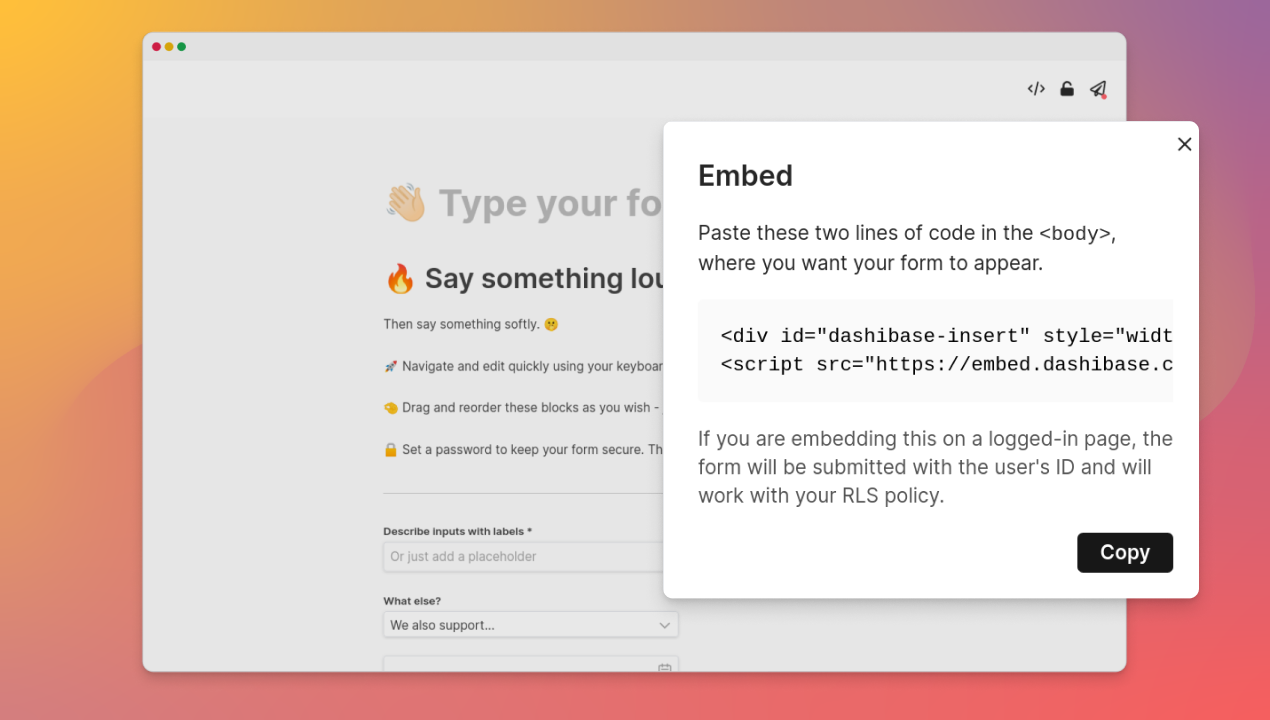 </>
👋🏼 Type your fo
🔥 Say something lou
Then say something softly. 🤫
🚀 Navigate and edit quickly using your keyboar
🤏 Drag and reorder these blocks as you wish -
🔒 Set a password to keep your form secure. Th
Describe inputs with labels *
Or just add a placeholder
What else?
We also support...
Embed
Paste these two lines of code in the <body>,
where you want your form to appear.
<div id="dashibase-insert" style="widt
<script src="https://embed.dashibase.c
If you are embedding this on a logged-in page, the
form will be submitted with the user's ID and will
work with your RLS policy.
Copy